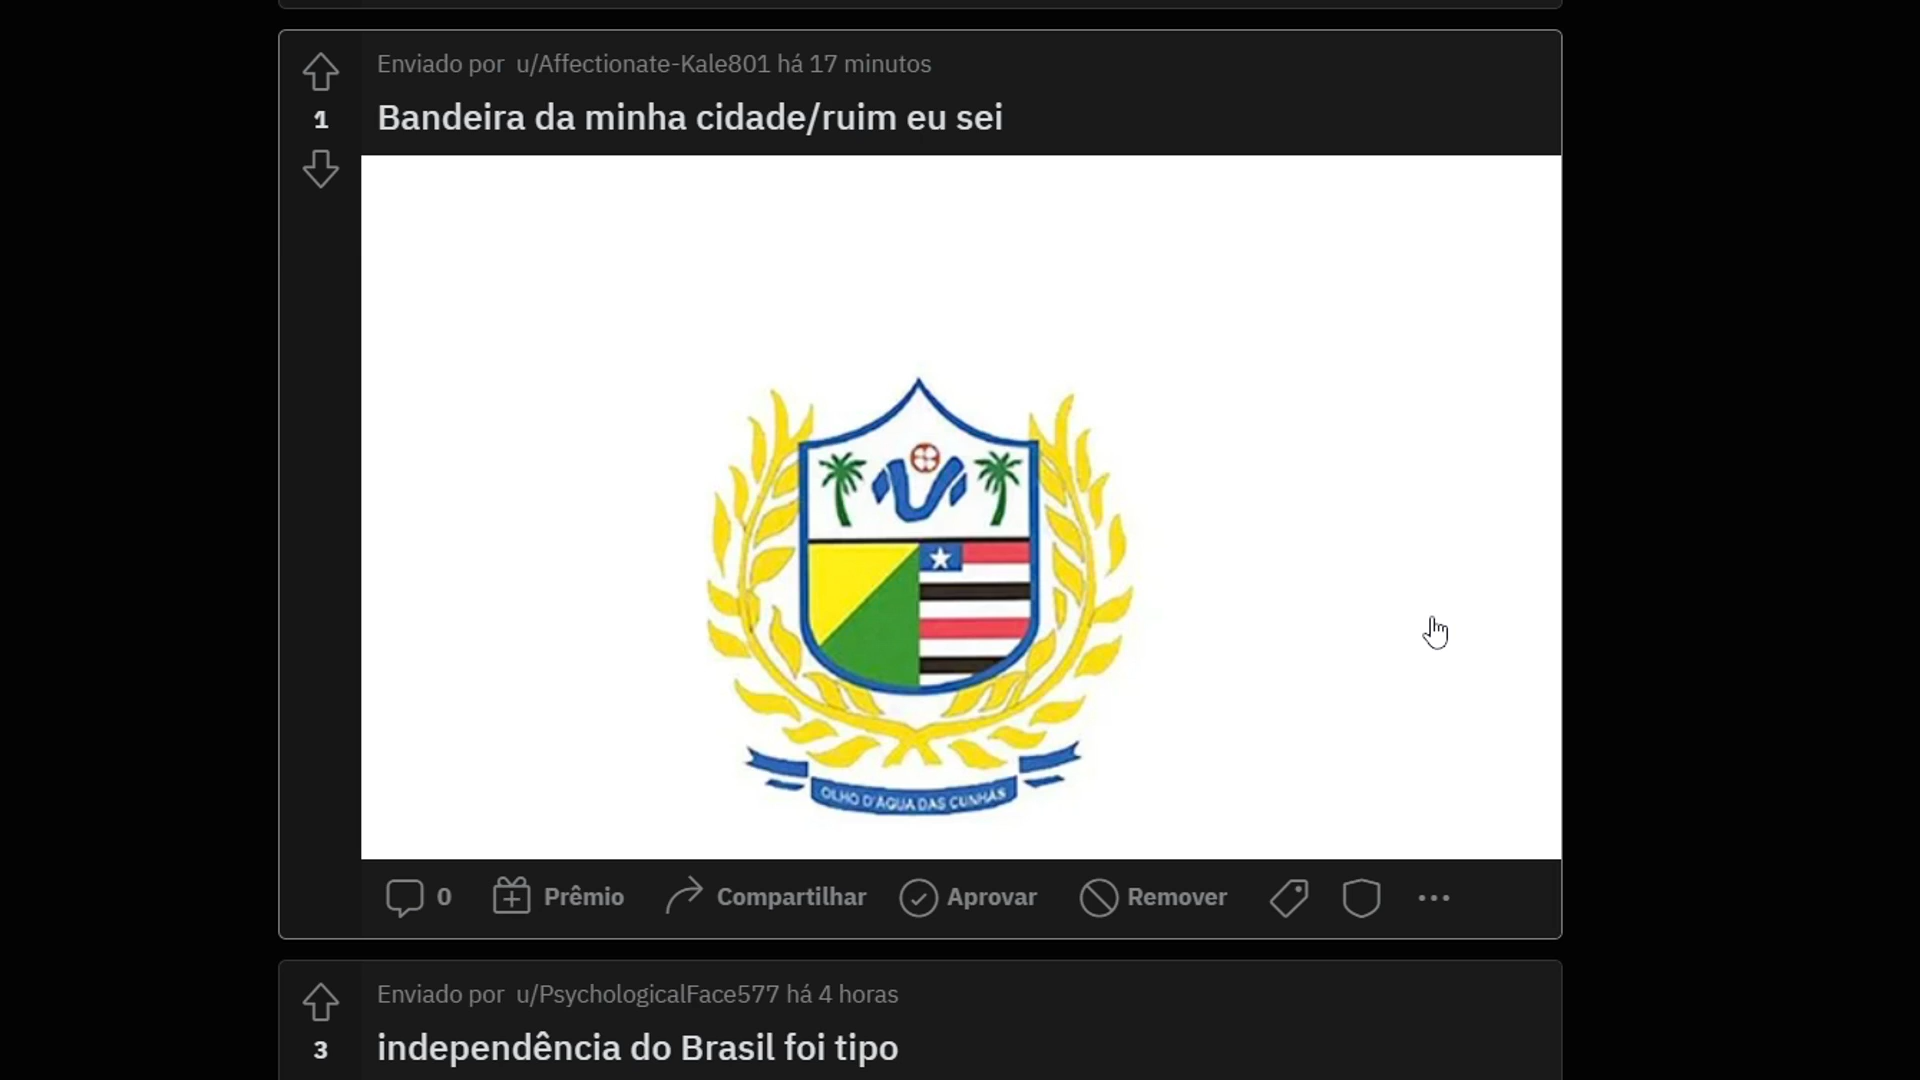 Enviado por u/Affectionate-Kale801 há 17 minutos
1
Bandeira da minha cidade/ruim eu sei
OLHO D'ÁGUA DAS CUNHÃS
0 Prêmio Compartilhar Aprovar Remover
Enviado por u/PsychologicalFace577 há 4 horas
3
independência do Brasil foi tipo